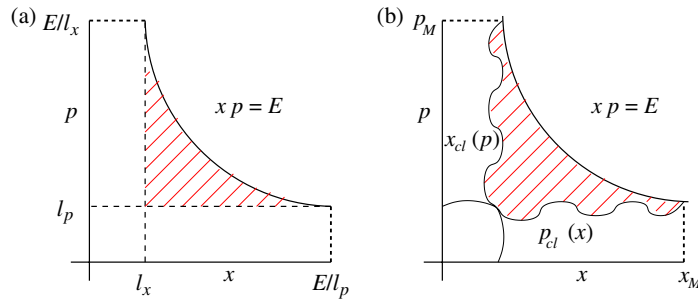 (a)
E/l_x
p
x p = E
l_p
l_x
x
E/l_p
(b)
p_M
p
x p = E
x_cl (p)
p_cl (x)
x
x_M